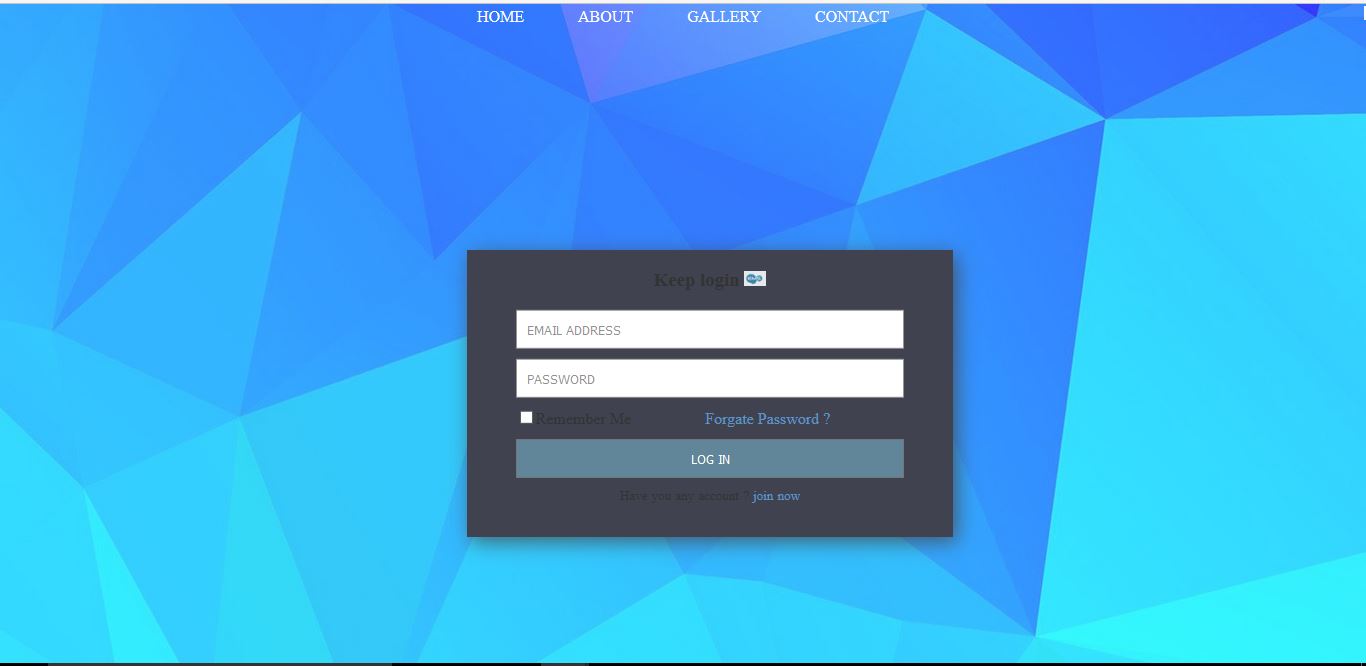 HOME ABOUT GALLERY CONTACT
Keep login
EMAIL ADDRESS
PASSWORD
Remember Me Forgate Password ?
LOG IN
Have you any account ? join now